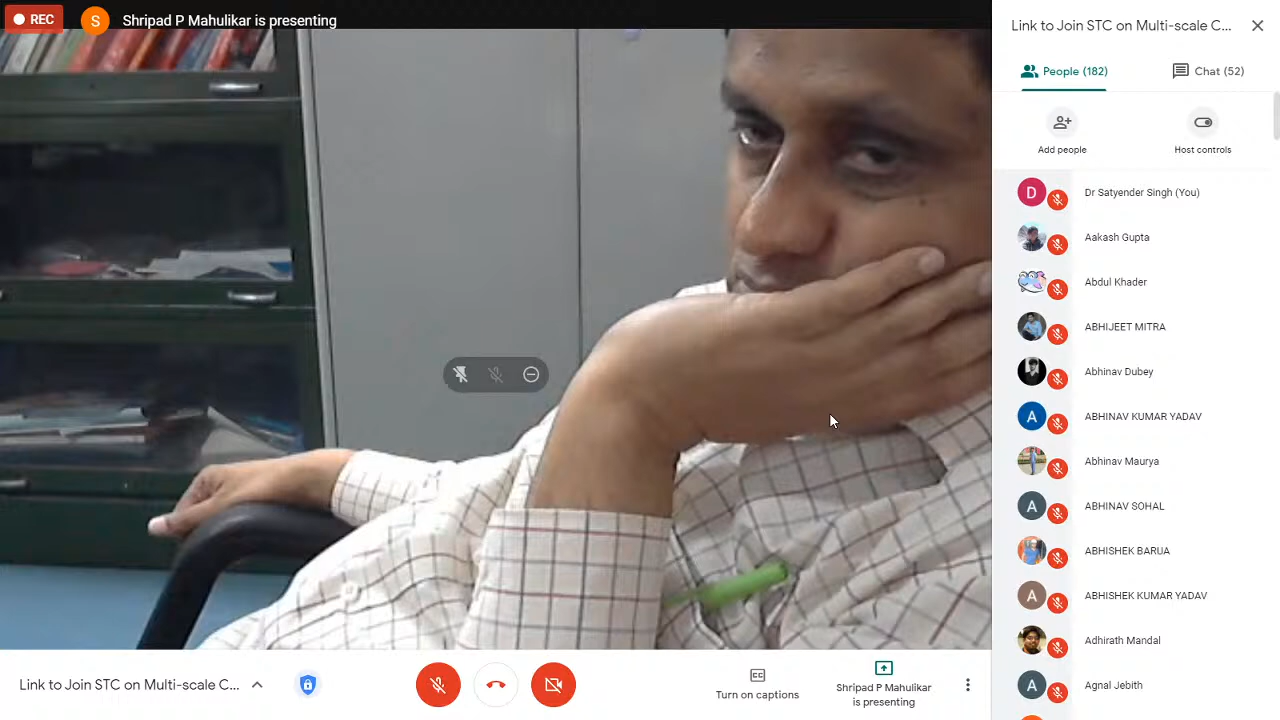 REC
S
Shripad P Mahulikar is presenting
Link to Join STC on Multi-scale C...
People (182)
Chat (52)
Add people
Host controls
D
Dr Satyender Singh (You)
Aakash Gupta
Abdul Khader
ABHIJEET MITRA
Abhinav Dubey
A
ABHINAV KUMAR YADAV
Abhinav Maurya
A
ABHINAV SOHAL
ABHISHEK BARUA
A
ABHISHEK KUMAR YADAV
Adhirath Mandal
A
Agnal Jebith
Link to Join STC on Multi-scale C...
CC
Turn on captions
Shripad P Mahulikar
is presenting